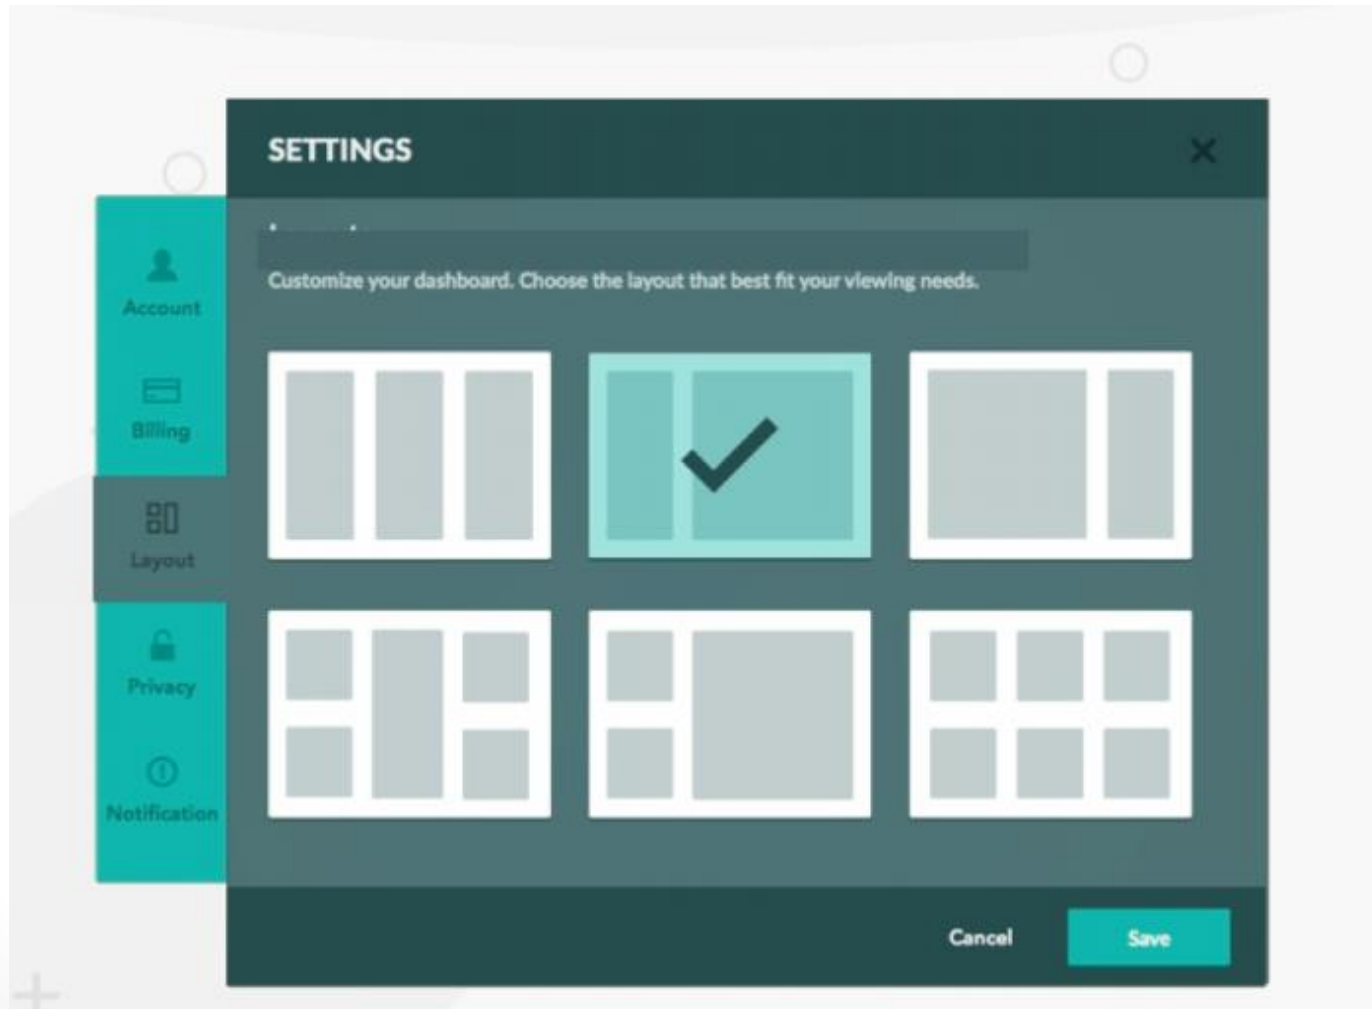 SETTINGS
Customize your dashboard. Choose the layout that best fit your viewing needs.
Account
Billing
Layout
Privacy
Notification
Cancel
Save